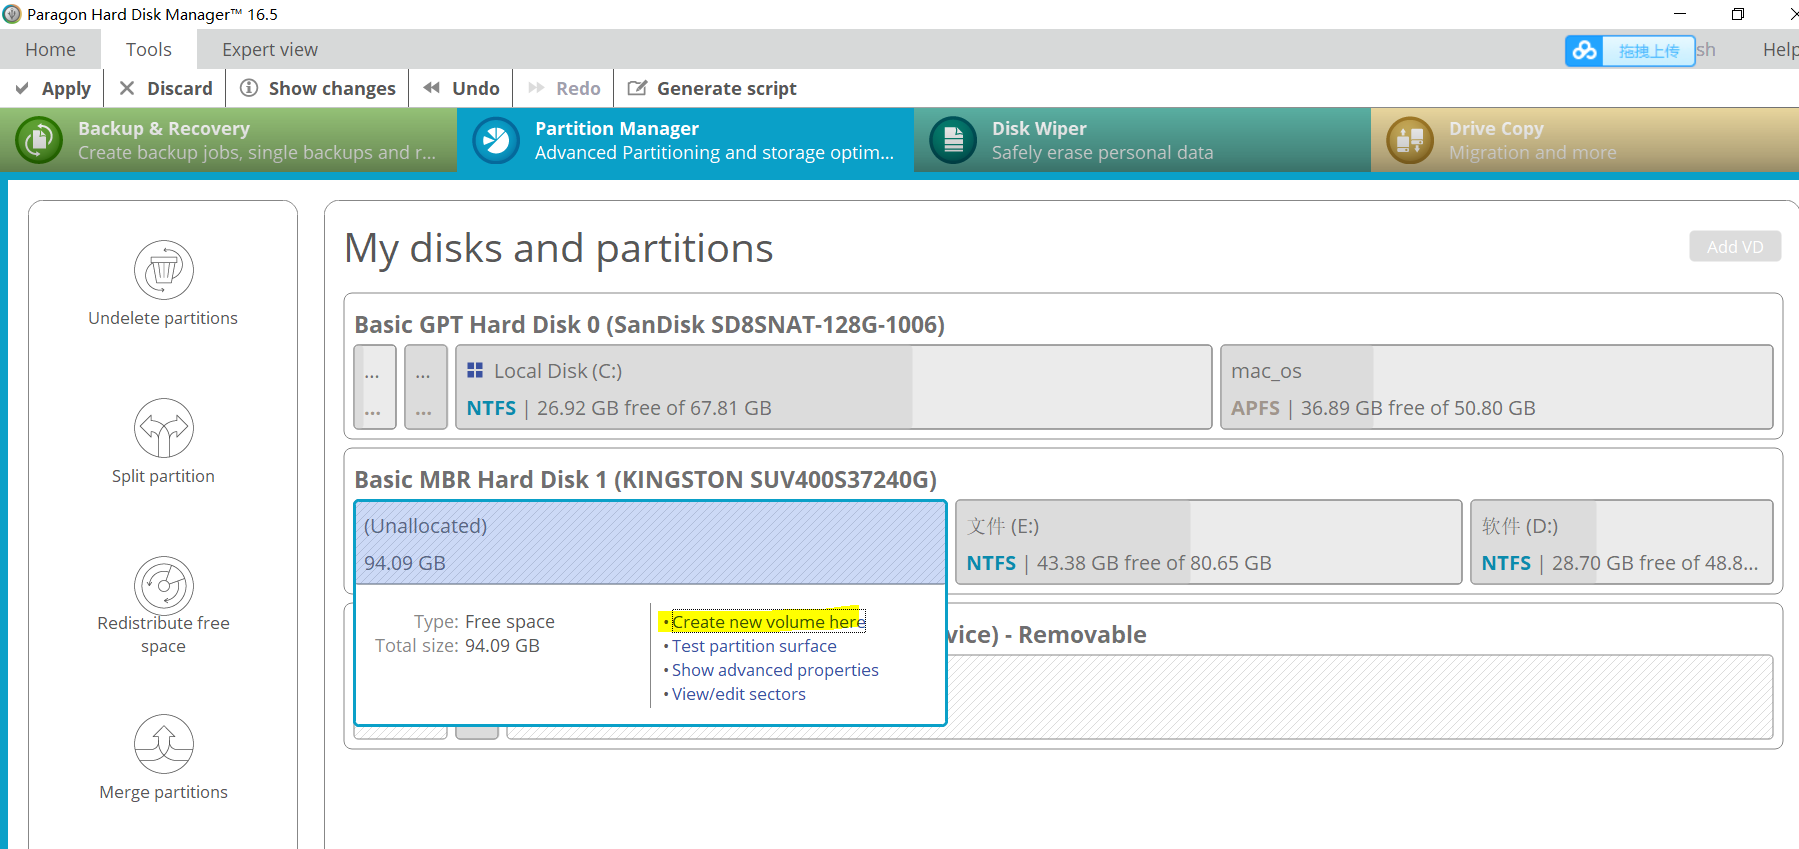 Paragon Hard Disk Manager™ 16.5
Home Tools Expert view 拖拽上传 Help
Apply Discard Show changes Undo Redo Generate script
Backup & Recovery
Create backup jobs, single backups and r...
Partition Manager
Advanced Partitioning and storage optim...
Disk Wiper
Safely erase personal data
Drive Copy
Migration and more
Undelete partitions
Split partition
Redistribute free
space
Merge partitions
My disks and partitions
Add VD
Basic GPT Hard Disk 0 (SanDisk SD8SNAT-128G-1006)
... ... Local Disk (C:) mac_os
... ... NTFS | 26.92 GB free of 67.81 GB APFS | 36.89 GB free of 50.80 GB
Basic MBR Hard Disk 1 (KINGSTON SUV400S37240G)
(Unallocated) 文件 (E:) 软件 (D:)
94.09 GB NTFS | 43.38 GB free of 80.65 GB NTFS | 28.70 GB free of 48.8...
Type: Free space
Total size: 94.09 GB
• Create new volume here
• Test partition surface
• Show advanced properties
• View/edit sectors
vice) - Removable